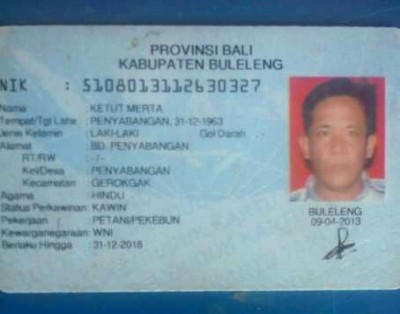 PROVINSI BALI
KABUPATEN BULELENG
NIK : 5108013112630327
Nama : KETUT MERTA
Tempat/Tgl Lahir : PENYABANGAN, 31-12-1963
Jenis Kelamin : LAKI-LAKI Gol Darah
Alamat : BD. PENYABANGAN
RT/RW : -/-
Kel/Desa : PENYABANGAN
Kecamatan : GEROKGAK
Agama : HINDU
Status Perkawinan: KAWIN
Pekerjaan : PETANI/PEKEBUN
Kewarganegaraan: WNI
Berlaku Hingga : 31-12-2018
BULELENG
09-04-2013